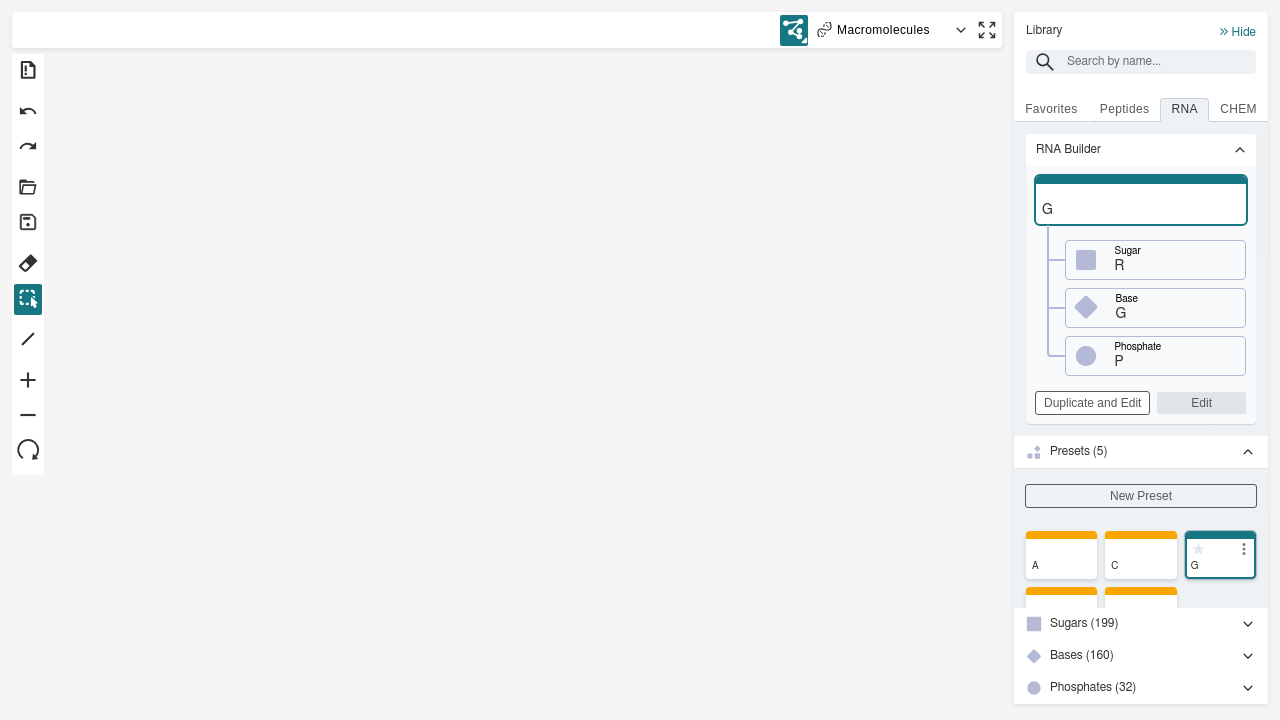 Macromolecules
Library
Hide
Search by name...
Favorites
Peptides
RNA
CHEM
RNA Builder
G
Sugar
R
Base
G
Phosphate
P
Duplicate and Edit
Edit
Presets (5)
New Preset
A
C
G
Sugars (199)
Bases (160)
Phosphates (32)